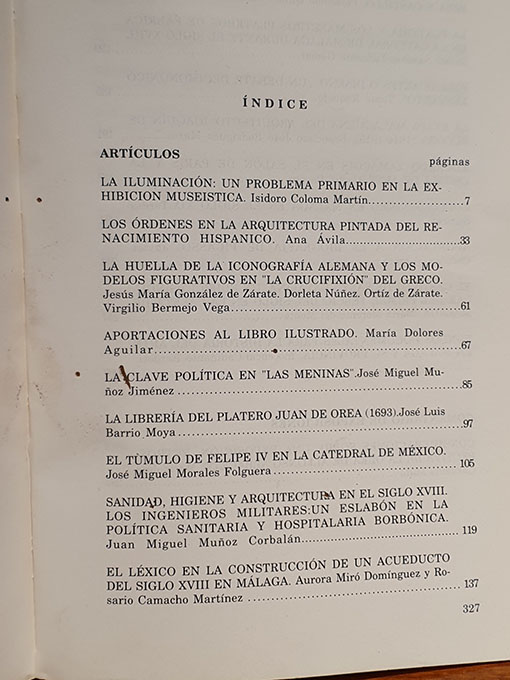 ÍNDICE
ARTÍCULOS
páginas
LA ILUMINACIÓN: UN PROBLEMA PRIMARIO EN LA EX-
HIBICION MUSEISTICA. Isidoro Coloma Martín..................7
LOS ÓRDENES EN LA ARQUITECTURA PINTADA DEL RE-
NACIMIENTO HISPANICO. Ana Ávila............................33
LA HUELLA DE LA ICONOGRAFÍA ALEMANA Y LOS MO-
DELOS FIGURATIVOS EN "LA CRUCIFIXIÓN" DEL GRECO.
Jesús María González de Zárate. Dorleta Núñez. Ortíz de Zárate.
Virgilio Bermejo Vega.............................................61
APORTACIONES AL LIBRO ILUSTRADO. María Dolores
Aguilar.............................................................67
LA CLAVE POLÍTICA EN "LAS MENINAS".José Miguel Mu-
ñoz Jiménez.......................................................85
LA LIBRERÍA DEL PLATERO JUAN DE OREA (1693).José Luis
Barrio Moya.......................................................97
EL TÙMULO DE FELIPE IV EN LA CATEDRAL DE MÉXICO.
José Miguel Morales Folguera.................................105
SANIDAD, HIGIENE Y ARQUITECTURA EN EL SIGLO XVIII.
LOS INGENIEROS MILITARES:UN ESLABÓN EN LA
POLÍTICA SANITARIA Y HOSPITALARIA BORBÓNICA.
Juan Miguel Muñoz Corbalán..............................119
EL LÉXICO EN LA CONSTRUCCIÓN DE UN ACUEDUCTO
DEL SIGLO XVIII EN MÁLAGA. Aurora Miró Domínguez y Ro-
sario Camacho Martínez.......................................137
327